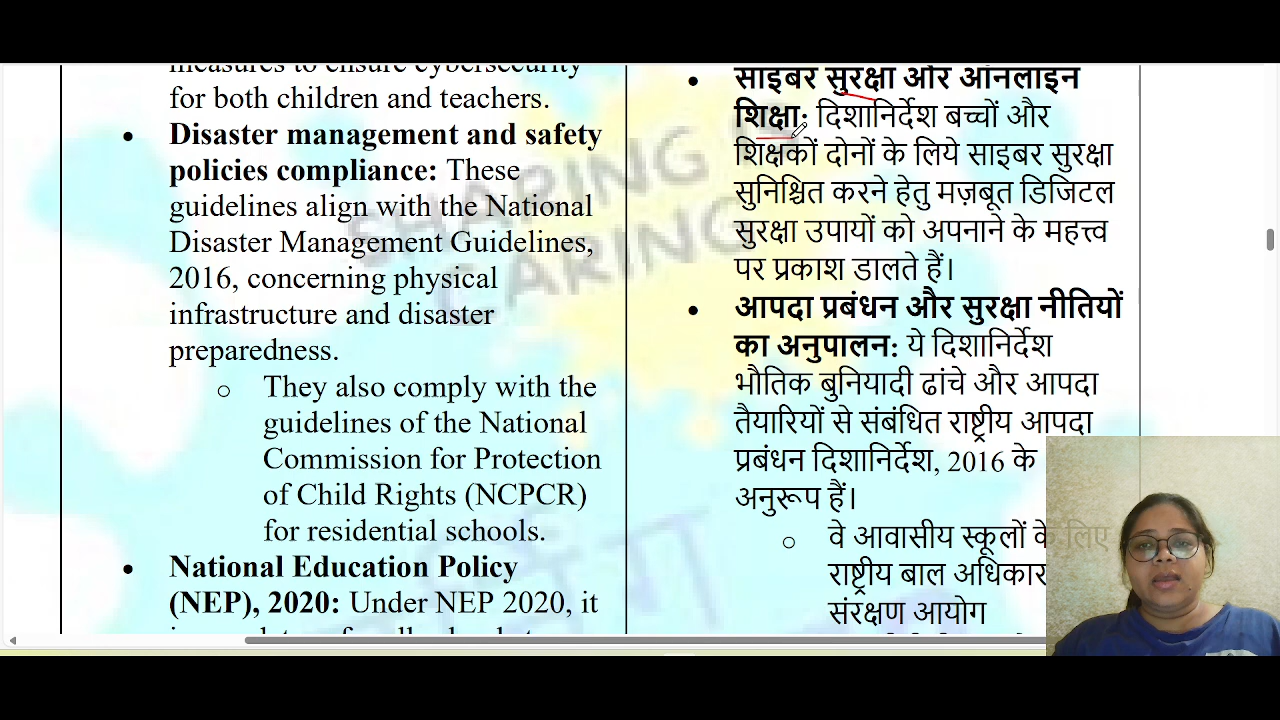 measures to ensure cybersecurity
for both children and teachers.
• Disaster management and safety
policies compliance: These
guidelines align with the National
Disaster Management Guidelines,
2016, concerning physical
infrastructure and disaster
preparedness.
o They also comply with the
guidelines of the National
Commission for Protection
of Child Rights (NCPCR)
for residential schools.
• National Education Policy
(NEP), 2020: Under NEP 2020, it
• साइबर सुरक्षा और ऑनलाइन
शिक्षा: दिशानिर्देश बच्चों और
शिक्षकों दोनों के लिये साइबर सुरक्षा
सुनिश्चित करने हेतु मज़बूत डिजिटल
सुरक्षा उपायों को अपनाने के महत्त्व
पर प्रकाश डालते हैं।
• आपदा प्रबंधन और सुरक्षा नीतियों
का अनुपालन: ये दिशानिर्देश
भौतिक बुनियादी ढांचे और आपदा
तैयारियों से संबंधित राष्ट्रीय आपदा
प्रबंधन दिशानिर्देश, 2016 के
अनुरूप हैं।
o वे आवासीय स्कूलों के लिए
राष्ट्रीय बाल अधिकार
संरक्षण आयोग
SHARING IS
CARING